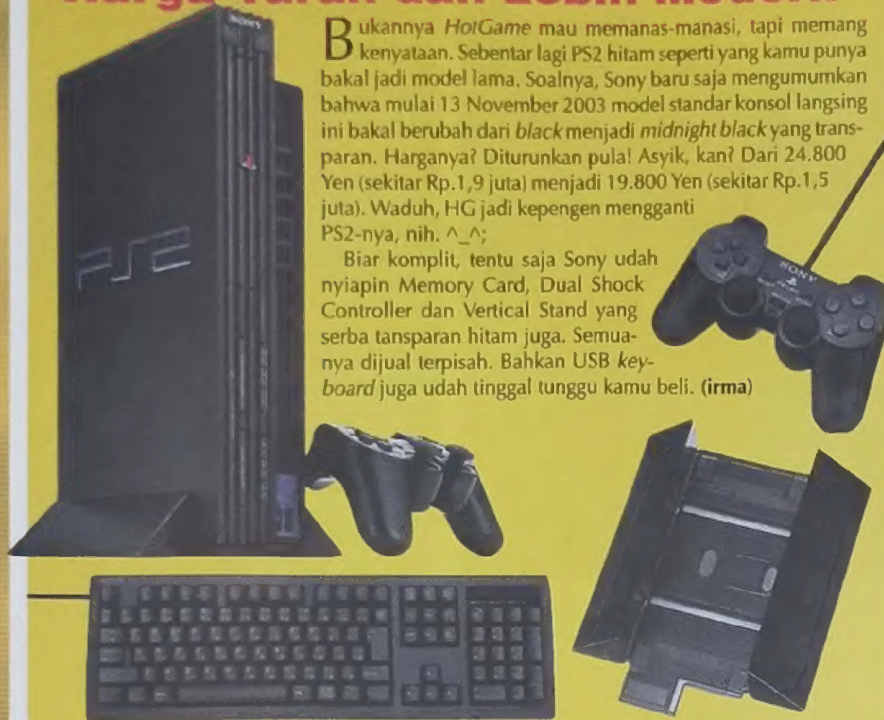 Bukannya HotGame mau memanas-manasi, tapi memang
kenyataan. Sebentar lagi PS2 hitam seperti yang kamu punya
bakal jadi model lama. Soalnya, Sony baru saja mengumumkan
bahwa mulai 13 November 2003 model standar konsol langsing
ini bakal berubah dari black menjadi midnight black yang trans-
paran. Harganya? Diturunkan pula! Asyik, kan? Dari 24.800
Yen (sekitar Rp.1,9 juta) menjadi 19.800 Yen (sekitar Rp.1,5
juta). Waduh, HG jadi kepengen mengganti
PS2-nya, nih. ^_^;
Biar komplit, tentu saja Sony udah
nyiapin Memory Card, Dual Shock
Controller dan Vertical Stand yang
serba tansparan hitam juga. Semua-
nya dijual terpisah. Bahkan USB key-
board juga udah tinggal tunggu kamu beli. (irma)
SONY
PS2
SONY